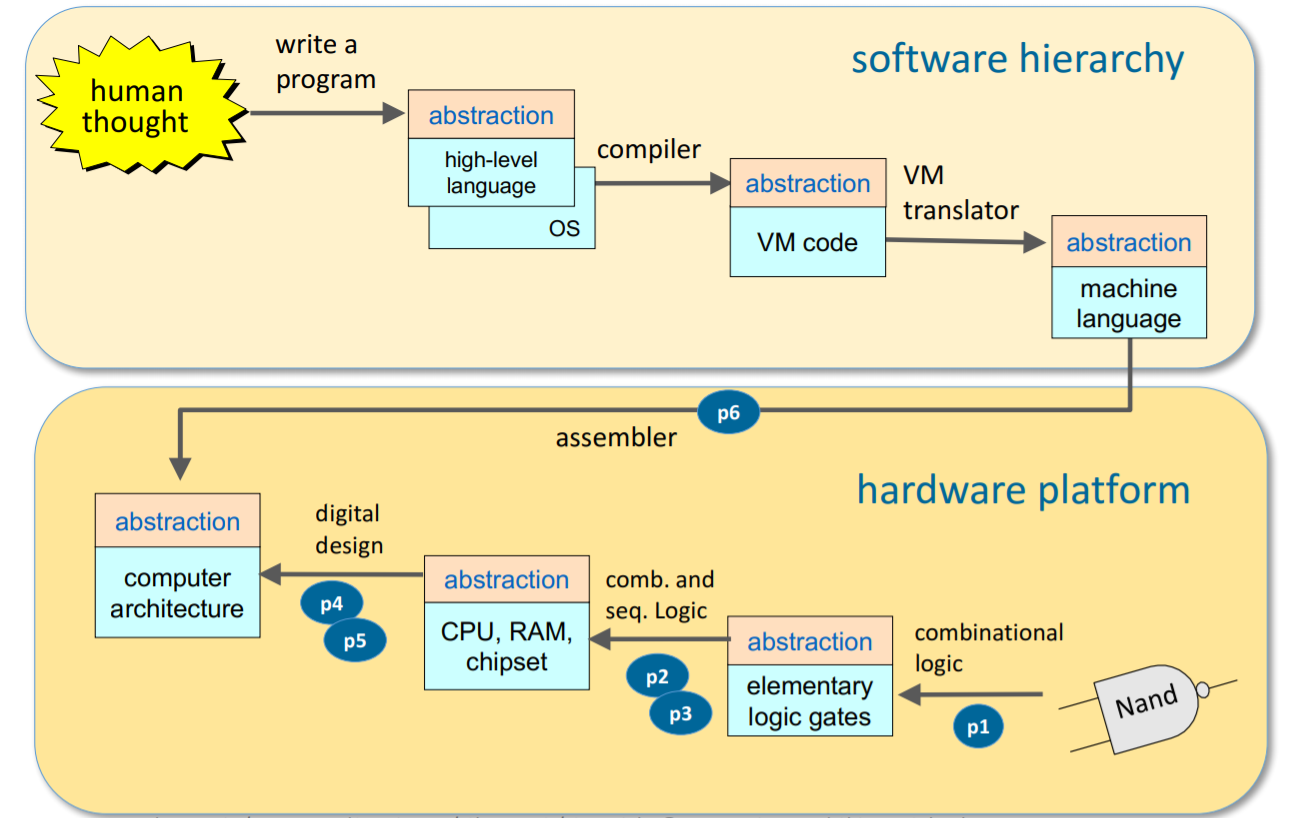 software hierarchy
human
thought
write a
program
abstraction
high-level
language
OS
compiler
abstraction
VM code
VM
translator
abstraction
machine
language
p6
assembler
hardware platform
abstraction
computer
architecture
digital
design
p4
p5
abstraction
CPU, RAM,
chipset
comb. and
seq. Logic
p2
p3
abstraction
elementary
logic gates
combinational
logic
p1
Nand